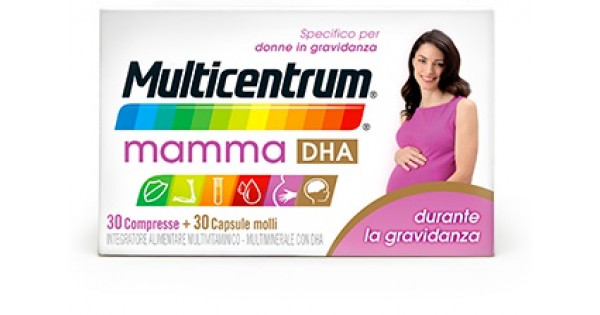 Specifico per
donne in gravidanza
Multicentrum®
®
mamma DHA
30 Compresse + 30 Capsule molli
INTEGRATORE ALIMENTARE MULTIVITAMINICO - MULTIMINERALE CON DHA
durante
la gravidanza